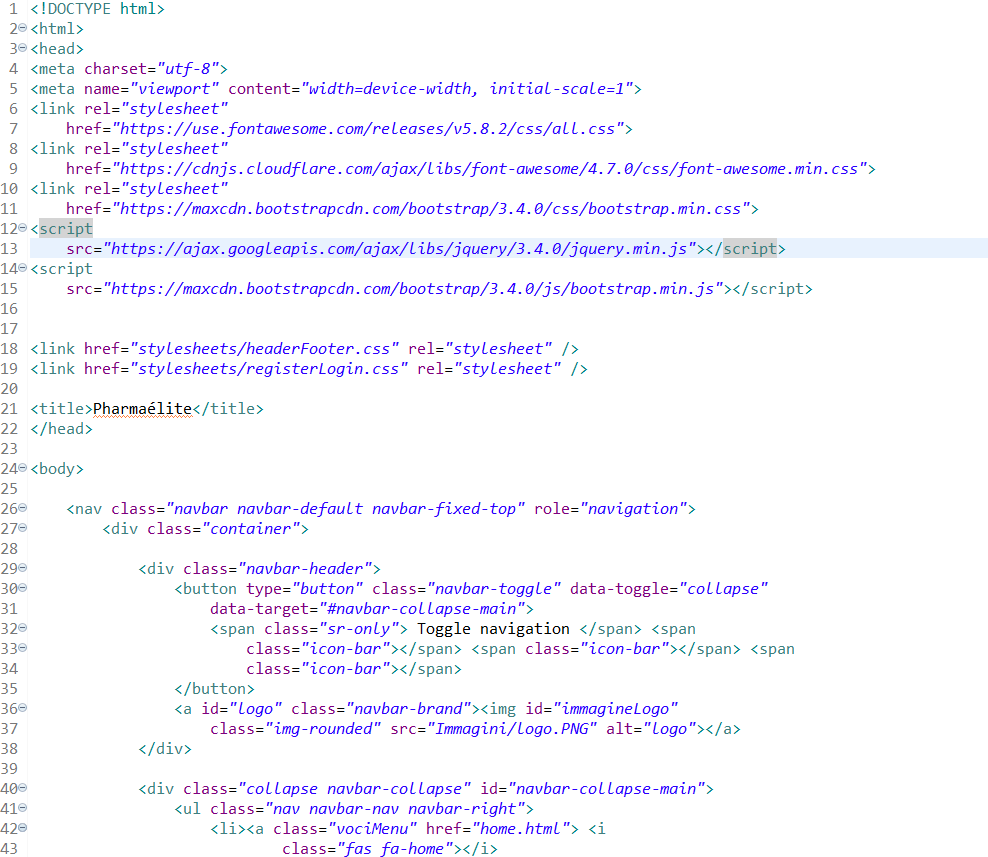 1 <!DOCTYPE html>
2 <html>
3 <head>
4 <meta charset="utf-8">
5 <meta name="viewport" content="width=device-width, initial-scale=1">
6 <link rel="stylesheet"
7     href="https://use.fontawesome.com/releases/v5.8.2/css/all.css">
8 <link rel="stylesheet"
9     href="https://cdnjs.cloudflare.com/ajax/libs/font-awesome/4.7.0/css/font-awesome.min.css">
10 <link rel="stylesheet"
11     href="https://maxcdn.bootstrapcdn.com/bootstrap/3.4.0/css/bootstrap.min.css">
12 <script
13     src="https://ajax.googleapis.com/ajax/libs/jquery/3.4.0/jquery.min.js"></script>
14 <script
15     src="https://maxcdn.bootstrapcdn.com/bootstrap/3.4.0/js/bootstrap.min.js"></script>
16
17
18 <link href="stylesheets/headerFooter.css" rel="stylesheet" />
19 <link href="stylesheets/registerLogin.css" rel="stylesheet" />
20
21 <title>Pharmaélite</title>
22 </head>
23
24 <body>
25
26     <nav class="navbar navbar-default navbar-fixed-top" role="navigation">
27         <div class="container">
28
29             <div class="navbar-header">
30                 <button type="button" class="navbar-toggle" data-toggle="collapse"
31                     data-target="#navbar-collapse-main">
32                     <span class="sr-only"> Toggle navigation </span> <span
33                         class="icon-bar"></span> <span class="icon-bar"></span> <span
34                         class="icon-bar"></span>
35                 </button>
36                 <a id="logo" class="navbar-brand"><img id="immagineLogo"
37                     class="img-rounded" src="Immagini/logo.PNG" alt="logo"></a>
38             </div>
39
40             <div class="collapse navbar-collapse" id="navbar-collapse-main">
41                 <ul class="nav navbar-nav navbar-right">
42                     <li><a class="vociMenu" href="home.html"> <i
43                             class="fas fa-home"></i>